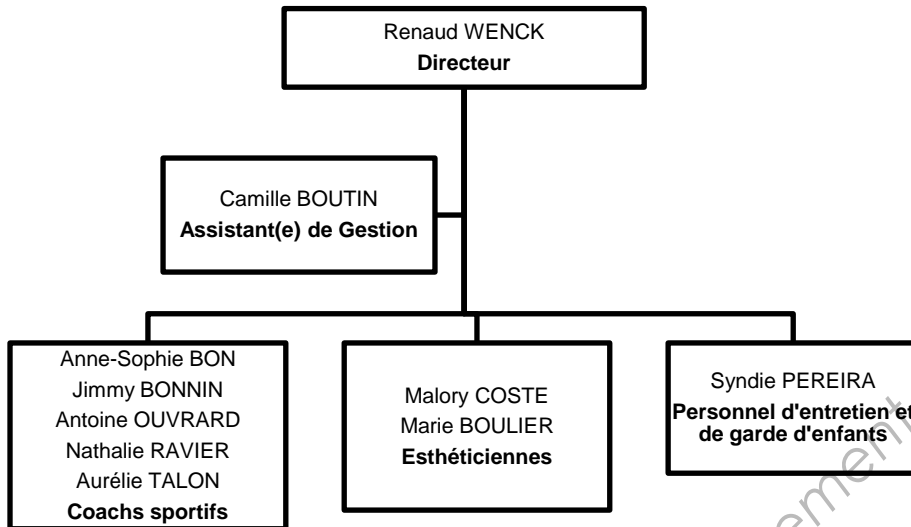 Renaud WENCK
Directeur
Camille BOUTIN
Assistant(e) de Gestion
Anne-Sophie BON
Jimmy BONNIN
Antoine OUVRARD
Nathalie RAVIER
Aurélie TALON
Coachs sportifs
Malory COSTE
Marie BOULIER
Esthéticiennes
Syndie PEREIRA
Personnel d'entretien et
de garde d'enfants